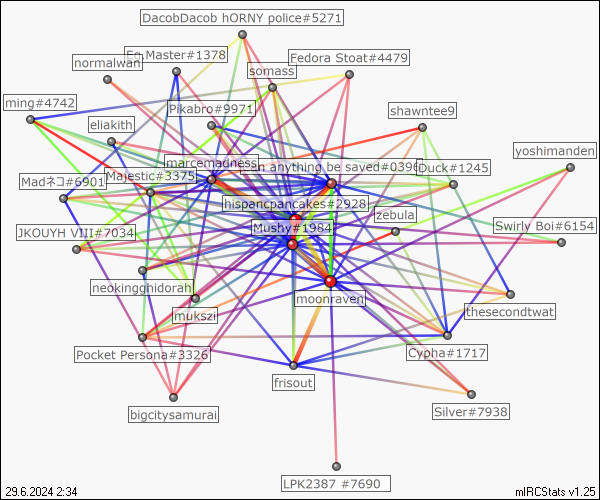 DacobDacob hORNY police#5271
Eg.Master#1378
Fedora Stoat#4479
normalwan
somass
ming#4742
Pikabro#9971
shawntee9
eliakith
yoshimanden
marcemadness
an anything be saved#0396
Duck#1245
Majestic#3375
Madネコ#6901
hispancpancakes#2928
zebula
Mushy#1984
Swirly Boi#6154
JKOUYH VIII#7034
neokingghidorah
moonraven
mukszi
thesecondtwat
Pocket Persona#3326
Cypha#1717
frisout
bigcitysamurai
Silver#7938
LPK2387 #7690
29.6.2024 2:34
mIRCStats v1.25